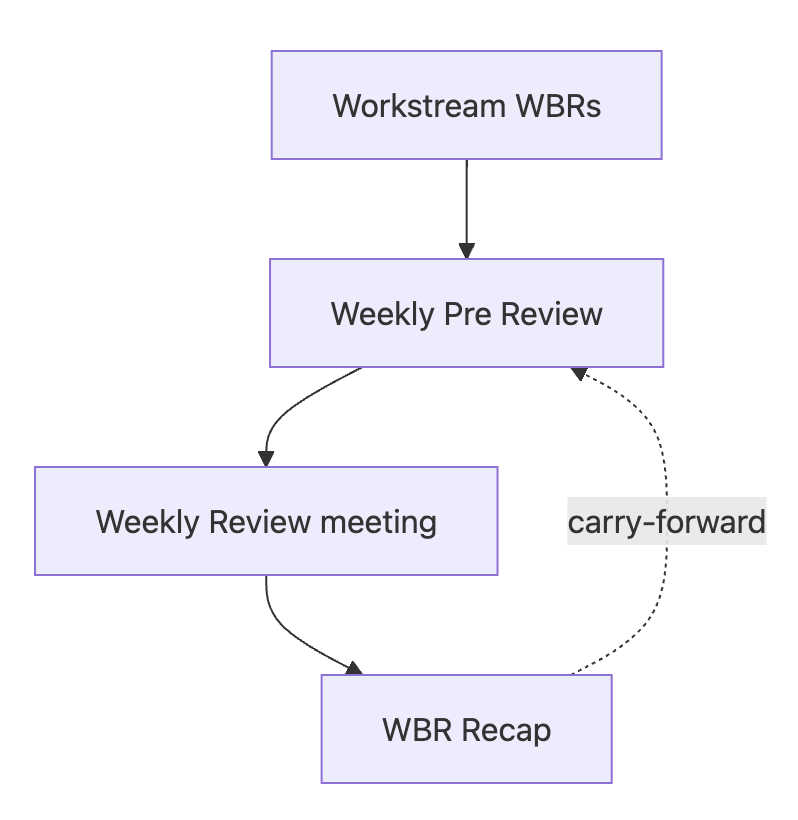 Workstream WBRs
Weekly Pre Review
Weekly Review meeting
carry-forward
WBR Recap